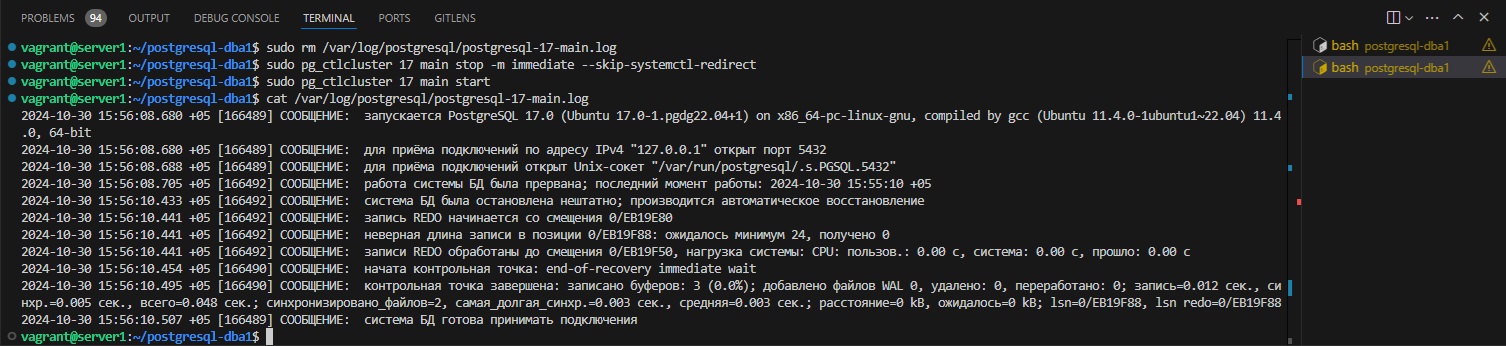 PROBLEMS 94 OUTPUT DEBUG CONSOLE TERMINAL PORTS GITLENS
vagrant@server1:~/postgresql-dba1$ sudo rm /var/log/postgresql/postgresql-17-main.log
vagrant@server1:~/postgresql-dba1$ sudo pg_ctlcluster 17 main stop -m immediate --skip-systemctl-redirect
vagrant@server1:~/postgresql-dba1$ sudo pg_ctlcluster 17 main start
vagrant@server1:~/postgresql-dba1$ cat /var/log/postgresql/postgresql-17-main.log
2024-10-30 15:56:08.680 +05 [166489] СООБЩЕНИЕ:  запускается PostgreSQL 17.0 (Ubuntu 17.0-1.pgdg22.04+1) on x86_64-pc-linux-gnu, compiled by gcc (Ubuntu 11.4.0-1ubuntu1~22.04) 11.4
.0, 64-bit
2024-10-30 15:56:08.680 +05 [166489] СООБЩЕНИЕ:  для приёма подключений по адресу IPv4 "127.0.0.1" открыт порт 5432
2024-10-30 15:56:08.688 +05 [166489] СООБЩЕНИЕ:  для приёма подключений открыт Unix-сокет "/var/run/postgresql/.s.PGSQL.5432"
2024-10-30 15:56:08.705 +05 [166492] СООБЩЕНИЕ:  работа системы БД была прервана; последний момент работы: 2024-10-30 15:55:10 +05
2024-10-30 15:56:10.433 +05 [166492] СООБЩЕНИЕ:  система БД была остановлена нештатно; производится автоматическое восстановление
2024-10-30 15:56:10.441 +05 [166492] СООБЩЕНИЕ:  запись REDO начинается со смещения 0/EB19E80
2024-10-30 15:56:10.441 +05 [166492] СООБЩЕНИЕ:  неверная длина записи в позиции 0/EB19F88: ожидалось минимум 24, получено 0
2024-10-30 15:56:10.441 +05 [166492] СООБЩЕНИЕ:  записи REDO обработаны до смещения 0/EB19F50, нагрузка системы: CPU: пользов.: 0.00 с, система: 0.00 с, прошло: 0.00 с
2024-10-30 15:56:10.454 +05 [166490] СООБЩЕНИЕ:  начата контрольная точка: end-of-recovery immediate wait
2024-10-30 15:56:10.495 +05 [166490] СООБЩЕНИЕ:  контрольная точка завершена: записано буферов: 3 (0.0%); добавлено файлов WAL 0, удалено: 0, переработано: 0; запись=0.012 сек., си
нхр.=0.005 сек., всего=0.048 сек.; синхронизировано_файлов=2, самая_долгая_синхр.=0.003 сек., средняя=0.003 сек.; расстояние=0 kB, ожидалось=0 kB; lsn=0/EB19F88, lsn redo=0/EB19F88
2024-10-30 15:56:10.507 +05 [166489] СООБЩЕНИЕ:  система БД готова принимать подключения
vagrant@server1:~/postgresql-dba1$
bash postgresql-dba1
bash postgresql-dba1